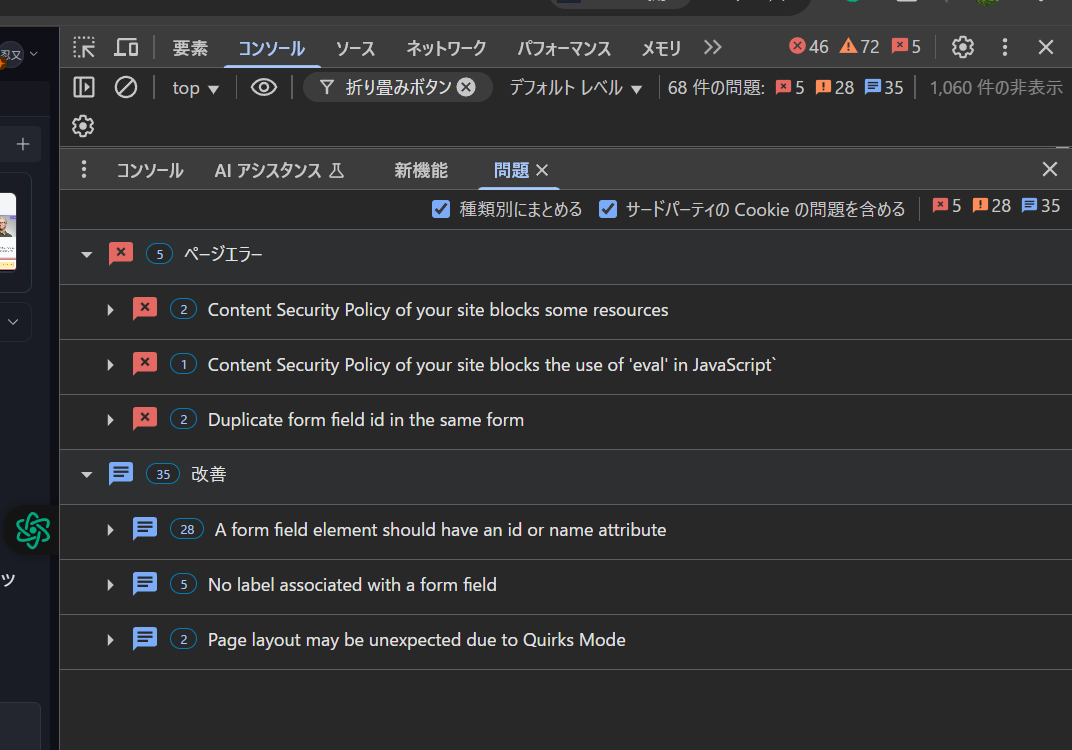 要素 コンソール ソース ネットワーク パフォーマンス メモリ 46 72 5
top デフォルト レベル 折り畳みボタン 68 件の問題: 5 28 35 1,060 件の非表示
コンソール AI アシスタンス 新機能 問題
種類別にまとめる サードパーティの Cookie の問題を含める 5 28 35
5 ページエラー
2 Content Security Policy of your site blocks some resources
1 Content Security Policy of your site blocks the use of 'eval' in JavaScript`
2 Duplicate form field id in the same form
35 改善
28 A form field element should have an id or name attribute
ツ
5 No label associated with a form field
2 Page layout may be unexpected due to Quirks Mode